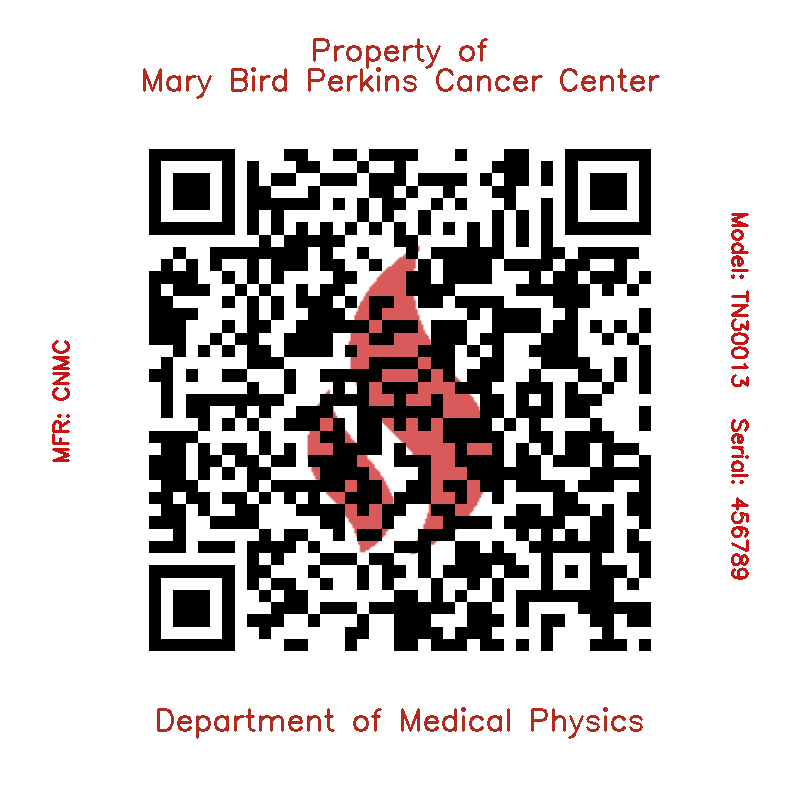 Property of
Mary Bird Perkins Cancer Center
MFR: CNMC
Model: TN30013 Serial: 456789
Department of Medical Physics